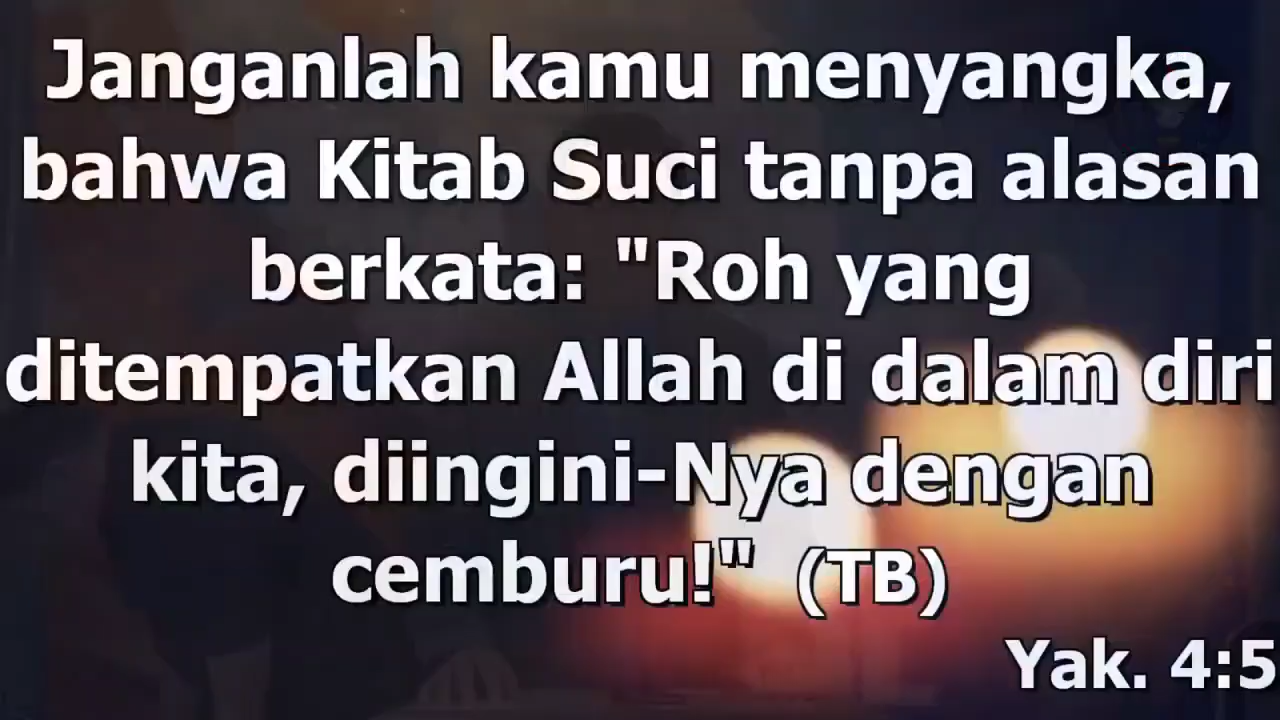 Janganlah kamu menyangka,
bahwa Kitab Suci tanpa alasan
berkata: "Roh yang
ditempatkan Allah di dalam diri
kita, diingini-Nya dengan
cemburu!" (TB)
Yak. 4:5